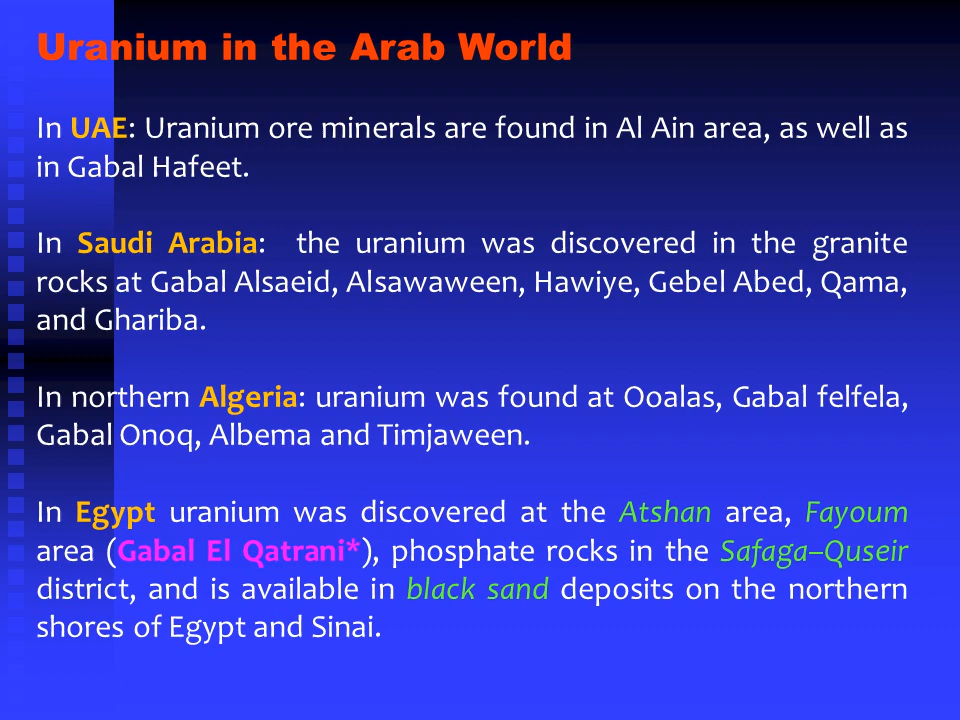 Uranium in the Arab World
In UAE: Uranium ore minerals are found in Al Ain area, as well as
in Gabal Hafeet.
In Saudi Arabia: the uranium was discovered in the granite
rocks at Gabal Alsaeid, Alsawaween, Hawiye, Gebel Abed, Qama,
and Ghariba.
In northern Algeria: uranium was found at Ooalas, Gabal felfela,
Gabal Onoq, Albema and Timjaween.
In Egypt uranium was discovered at the Atshan area, Fayoum
area (Gabal El Qatrani*), phosphate rocks in the Safaga–Quseir
district, and is available in black sand deposits on the northern
shores of Egypt and Sinai.